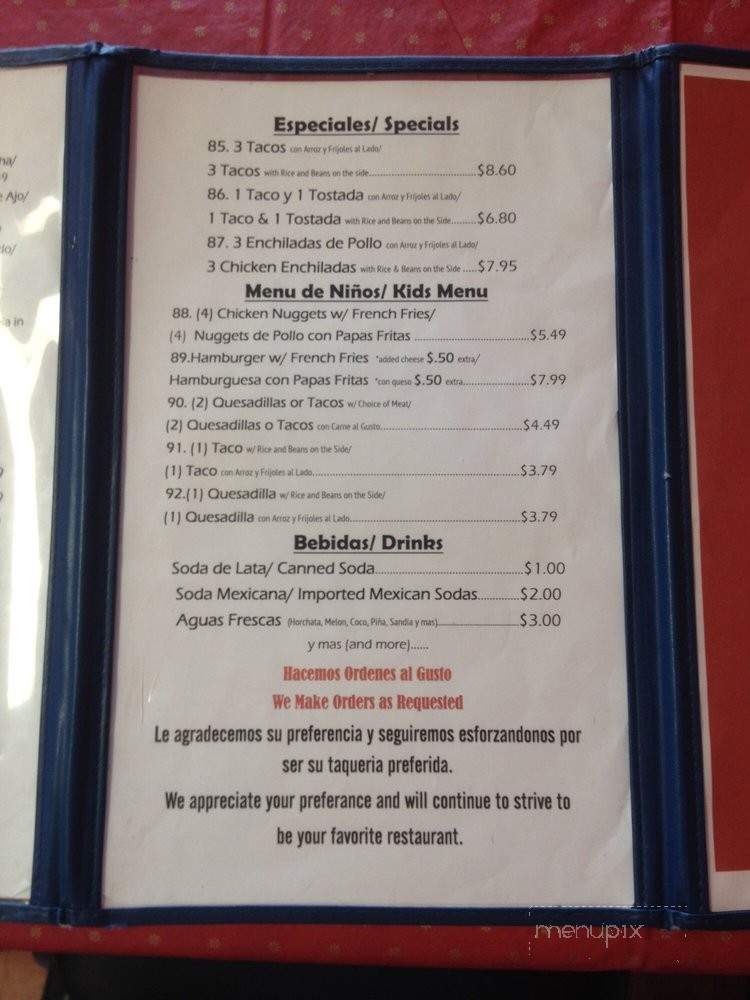 na/
9
e Ajo/
do/
a in
9
9
Especiales/ Specials
85. 3 Tacos con Arroz y Frijoles al Lado/
3 Tacos with Rice and Beans on the side..........$8.60
86. 1 Taco y 1 Tostada con Arroz y Frijoles al Lado/
1 Taco & 1 Tostada with Rice and Beans on the Side.........$6.80
87. 3 Enchiladas de Pollo con Arroz y Frijoles al Lado/
3 Chicken Enchiladas with Rice & Beans on the Side .....$7.95
Menu de Niños/ Kids Menu
88. (4) Chicken Nuggets w/ French Fries/
(4) Nuggets de Pollo con Papas Fritas ..........$5.49
89.Hamburger w/ French Fries *added cheese $.50 extra/
Hamburguesa con Papas Fritas *con queso $.50 extra..........$7.99
90. (2) Quesadillas or Tacos w/ Choice of Meat/
(2) Quesadillas o Tacos con Carne al Gusto..........$4.49
91. (1) Taco w/ Rice and Beans on the Side/
(1) Taco con Arroz y Frijoles al Lado..........$3.79
92.(1) Quesadilla w/ Rice and Beans on the Side/
(1) Quesadilla con Arroz y Frijoles al Lado..........$3.79
Bebidas/ Drinks
Soda de Lata/ Canned Soda..........$1.00
Soda Mexicana/ Imported Mexican Sodas..........$2.00
Aguas Frescas (Horchata, Melon, Coco, Piña, Sandia y mas)..........$3.00
y mas (and more)......
Hacemos Ordenes al Gusto
We Make Orders as Requested
Le agradecemos su preferencia y seguiremos esforzandonos por
ser su taqueria preferida.
We appreciate your preferance and will continue to strive to
be your favorite restaurant.
menupix